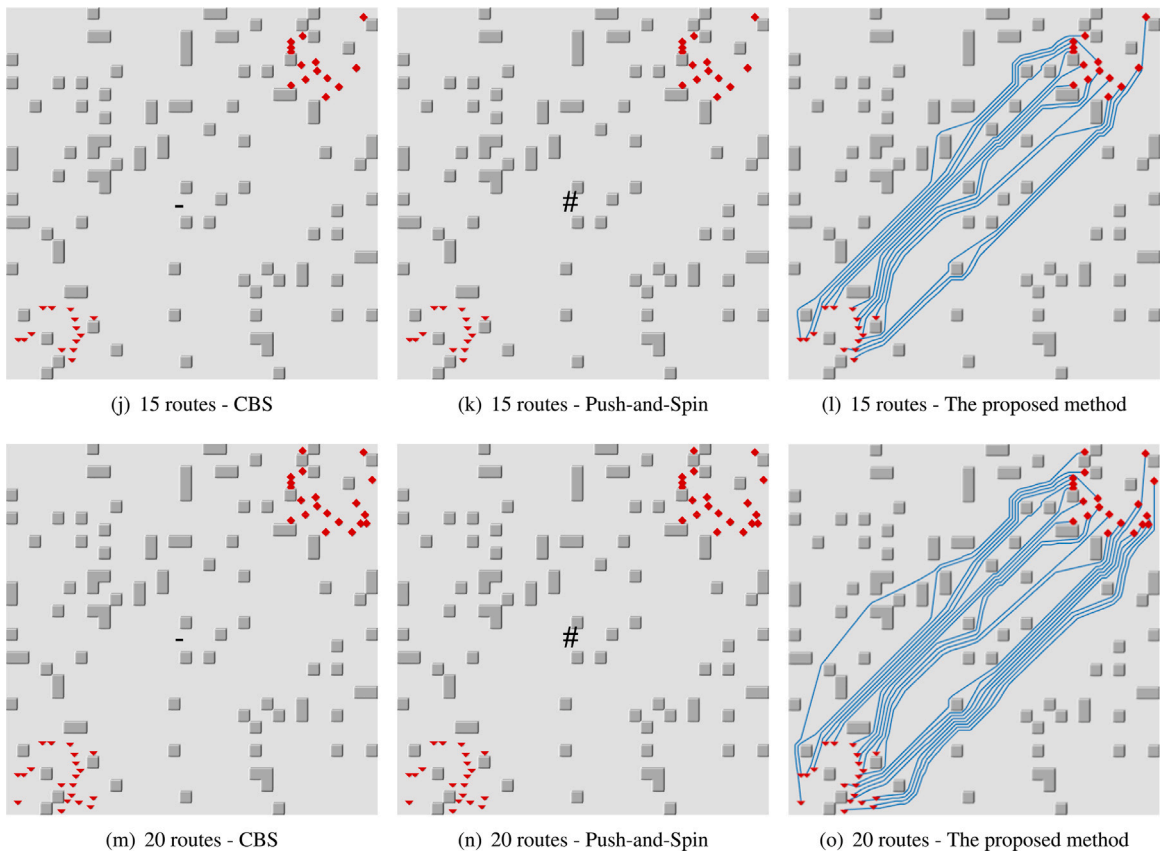 -
#
(j) 15 routes - CBS
(k) 15 routes - Push-and-Spin
(l) 15 routes - The proposed method
-
#
(m) 20 routes - CBS
(n) 20 routes - Push-and-Spin
(o) 20 routes - The proposed method